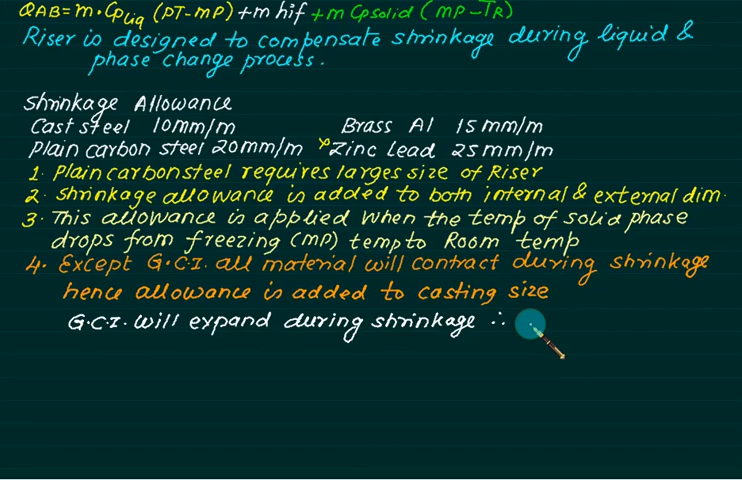 QAB = m·CpLiq (PT-MP) + m hif + m Cpsolid (MP-TR)
Riser is designed to compensate shrinkage during liquid &
phase change process.
Shrinkage Allowance
Cast steel 10mm/m Brass Al 15mm/m
Plain carbon steel 20mm/m * Zinc Lead 25mm/m
1. Plain carbon steel requires larges size of Riser
2. Shrinkage allowance is added to both internal & external dim.
3. This allowance is applied when the temp of solid phase
drops from freezing (MP) temp to Room temp
4. Except G.C.I. all material will contract during shrinkage
hence allowance is added to casting size
G.C.I. will expand during shrinkage ∴